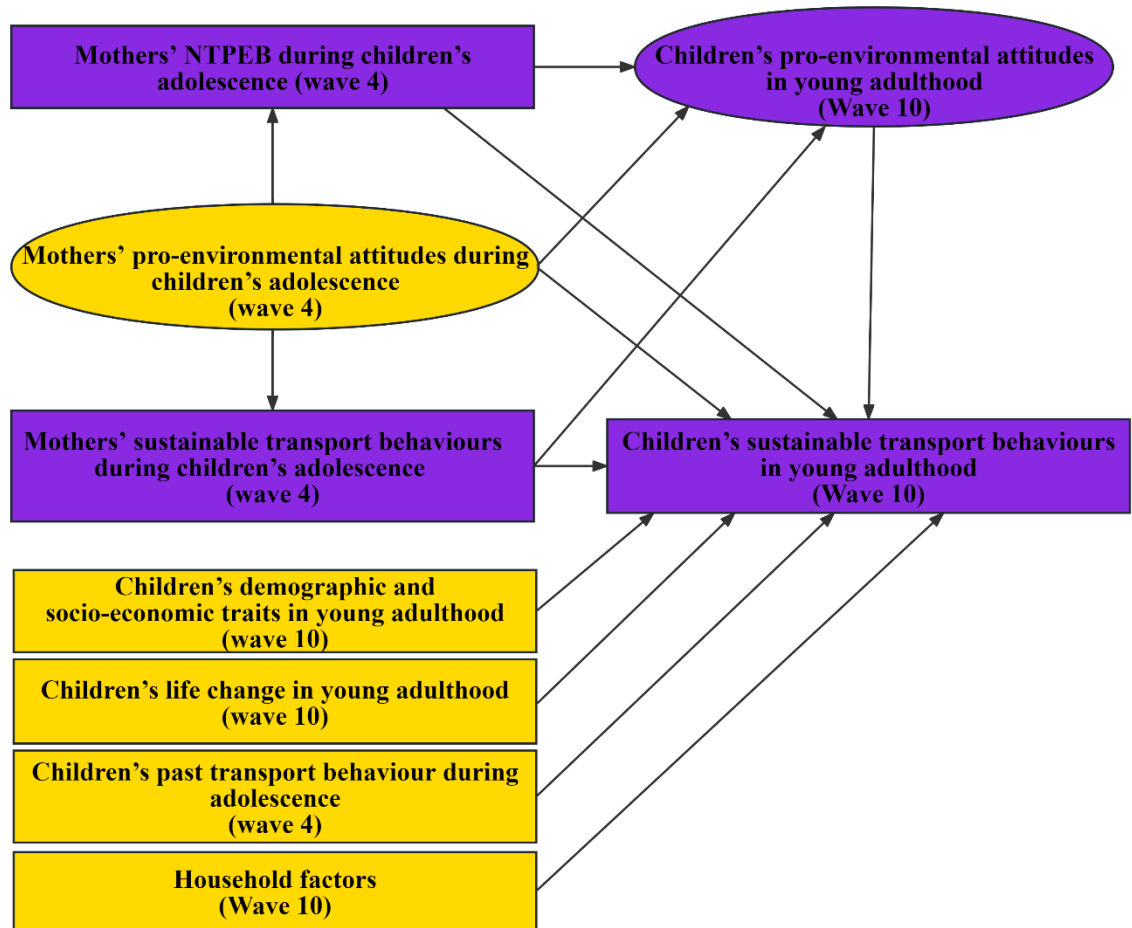 Mothers’ NTPEB during children’s
adolescence (wave 4)
Children’s pro-environmental attitudes
in young adulthood
(Wave 10)
Mothers’ pro-environmental attitudes during
children’s adolescence
(wave 4)
Mothers’ sustainable transport behaviours
during children’s adolescence
(wave 4)
Children’s sustainable transport behaviours
in young adulthood
(Wave 10)
Children’s demographic and
socio-economic traits in young adulthood
(wave 10)
Children’s life change in young adulthood
(wave 10)
Children’s past transport behaviour during
adolescence
(wave 4)
Household factors
(Wave 10)